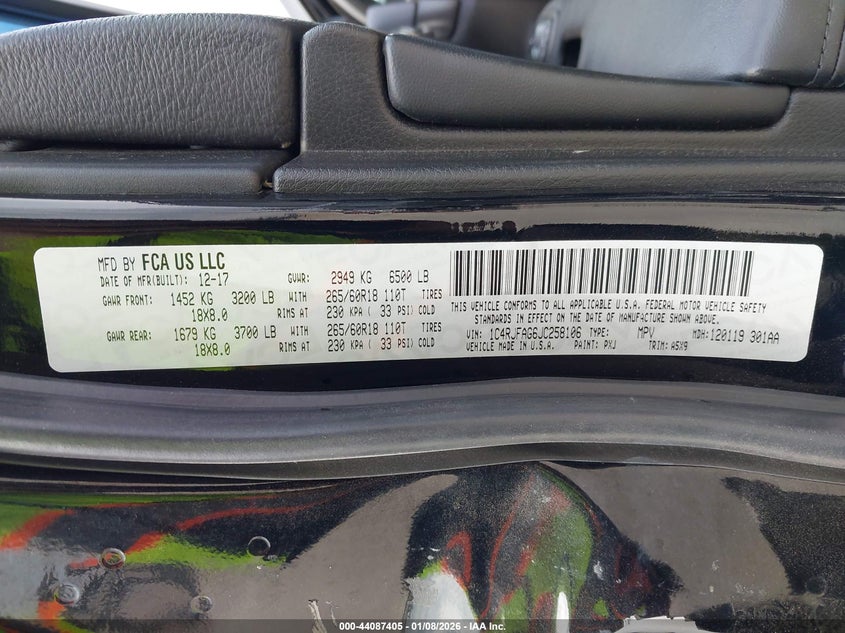 MFD BY FCA US LLC
DATE OF MFR(BUILT): 12-17 GVWR: 2949 KG 6500 LB
GAWR FRONT: 1452 KG 3200 LB WITH 265/60R18 110T TIRES
18X8.0 RIMS AT 230 KPA ( 33 PSI) COLD
GAWR REAR: 1679 KG 3700 LB WITH 265/60R18 110T TIRES
18X8.0 RIMS AT 230 KPA ( 33 PSI) COLD
THIS VEHICLE CONFORMS TO ALL APPLICABLE U.S.A. FEDERAL MOTOR VEHICLE SAFETY
STANDARDS IN EFFECT ON THE DATE OF MANUFACTURE SHOWN ABOVE.
VIN: 1C4RJFAG6JC258106 TYPE: MPV MDH:120119 301AA
VEHICLE MADE IN U.S.A. PAINT: PXJ TRIM: A5X9
000-44087405 - 01/08/2026 - IAA Inc.